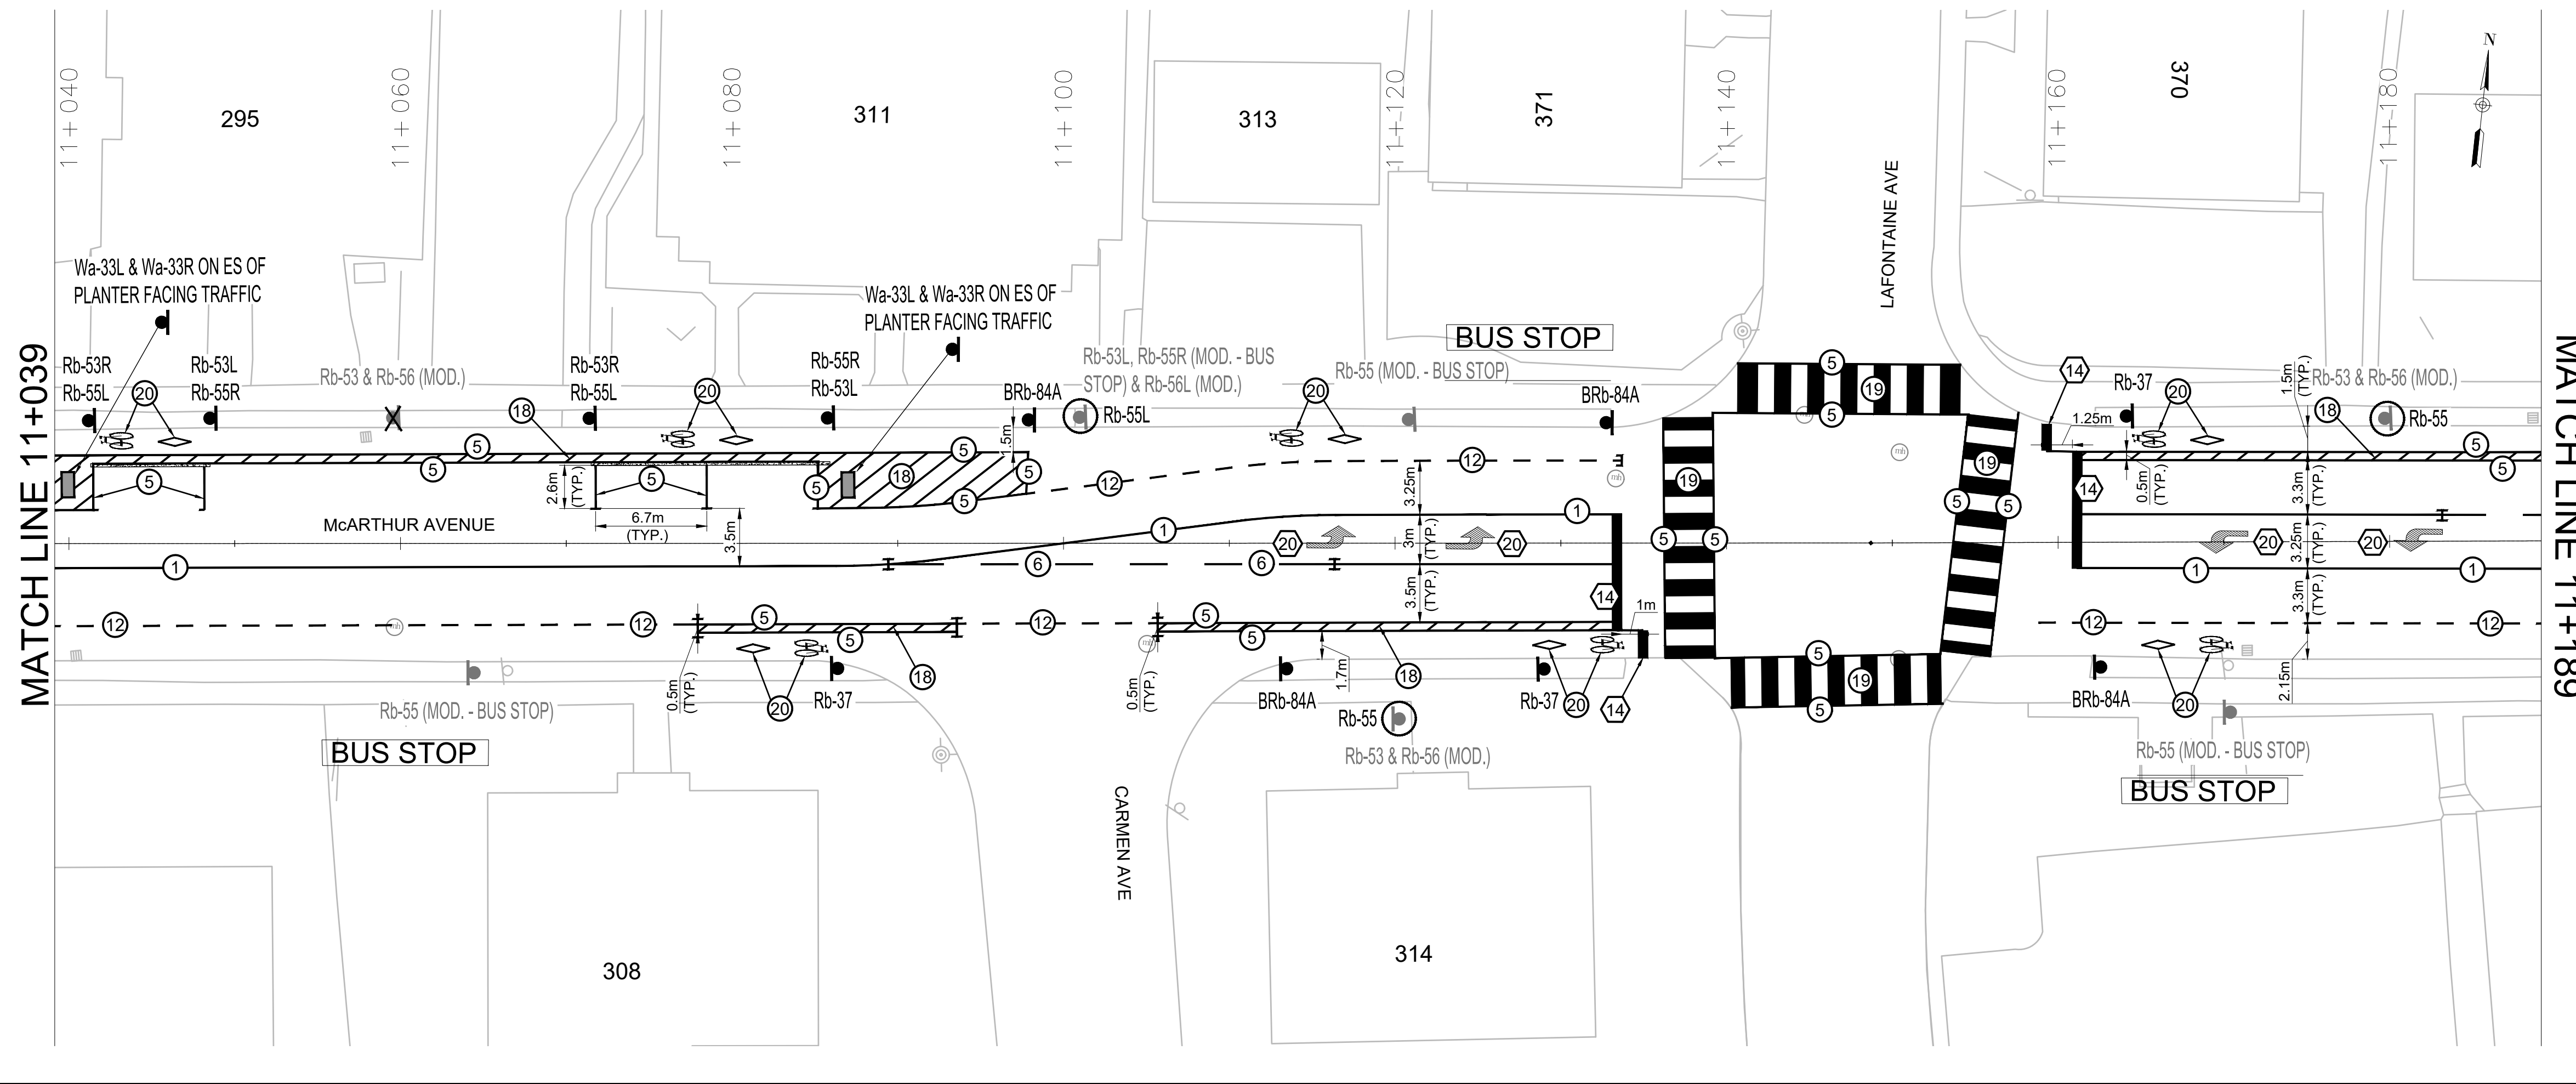 11+040
11+060
11+080
11+100
11+120
11+140
11+160
11+180
N
295
311
313
371
370
LAFONTAINE AVE
Wa-33L & Wa-33R ON ES OF
PLANTER FACING TRAFFIC
Wa-33L & Wa-33R ON ES OF
PLANTER FACING TRAFFIC
BUS STOP
MATCH LINE 11+039
MATCH LINE 11+189
Rb-53R
Rb-55L
20
Rb-53L
Rb-55R
Rb-53 & Rb-56 (MOD.)
Rb-53R
Rb-55L
18
20
Rb-55R
Rb-53L
BRb-84A
Rb-53L, Rb-55R (MOD. - BUS
STOP) & Rb-56L (MOD.)
Rb-55L
20
Rb-55 (MOD. - BUS STOP)
BRb-84A
5
19
5
14
Rb-37
20
1.25m
1.5m
(TYP.)
Rb-53 & Rb-56 (MOD.)
18
Rb-55
5
5
5
5
5
2.6m
(TYP.)
5
6.7m
(TYP.)
3.5m
5
18
5
5
5
1.5m
12
12
3.25m
19
19
5
5
14
0.5m
(TYP.)
3.3m
(TYP.)
McARTHUR AVENUE
1
1
1
20
20
3m
(TYP.)
5
5
20
20
3.25m
(TYP.)
6
6
3.5m
(TYP.)
14
1m
1
1
3.3m
(TYP.)
12
12
5
5
12
5
5
12
12
mh
mh
mh
mh
mh
mh
0.5m
(TYP.)
20
Rb-37
18
0.5m
(TYP.)
BRb-84A
1.7m
18
Rb-37
20
14
5
19
5
BRb-84A
20
2.15m
Rb-55 (MOD. - BUS STOP)
BUS STOP
Rb-55
Rb-53 & Rb-56 (MOD.)
Rb-55 (MOD. - BUS STOP)
BUS STOP
CARMEN AVE
308
314